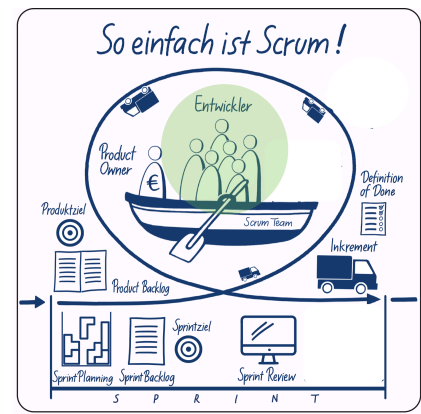 So einfach ist Scrum!
Entwickler
Product
Owner
€
Scrum Team
Definition
of Done
Produktziel
Inkrement
Product Backlog
Sprintziel
Sprint Planning
Sprint Backlog
Sprint Review
SPRINT